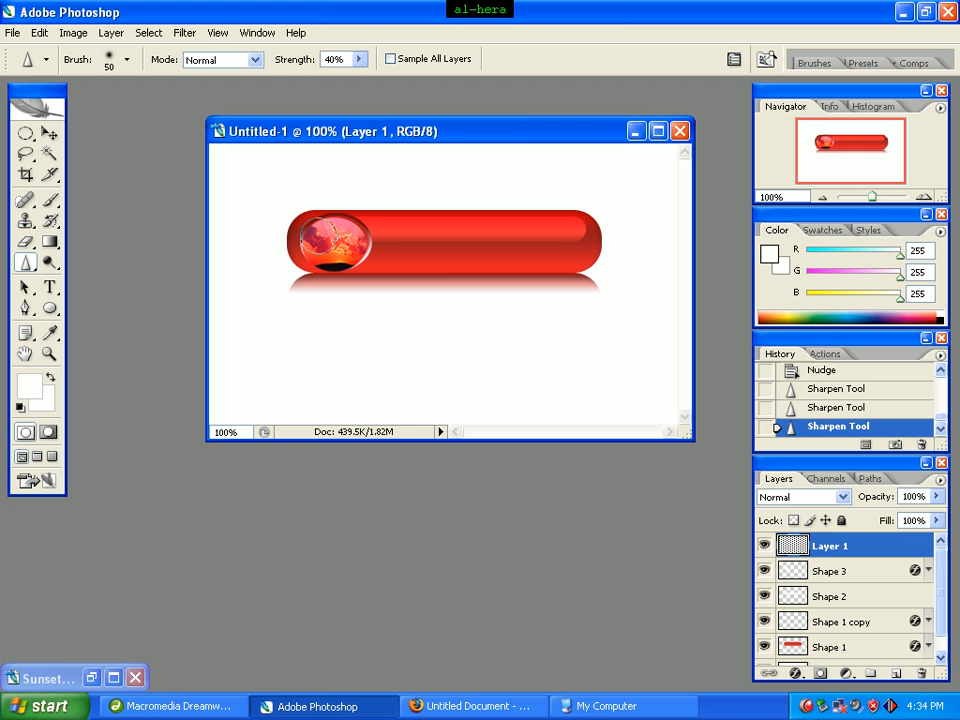 al-hera
Adobe Photoshop
File Edit Image Layer Select Filter View Window Help
Brush: 50 Mode: Normal Strength: 40% Sample All Layers Brushes Presets Comps
Untitled-1 @ 100% (Layer 1, RGB/8)
100% Doc: 439.5K/1.82M
Navigator Info Histogram
100%
Color Swatches Styles
R 255
G 255
B 255
History Actions
Nudge
Sharpen Tool
Sharpen Tool
Sharpen Tool
Layers Channels Paths
Normal Opacity: 100%
Lock: Fill: 100%
Layer 1
Shape 3
Shape 2
Shape 1 copy
Shape 1
Sunset...
start Macromedia Dreamw... Adobe Photoshop Untitled Document - ... My Computer 4:34 PM